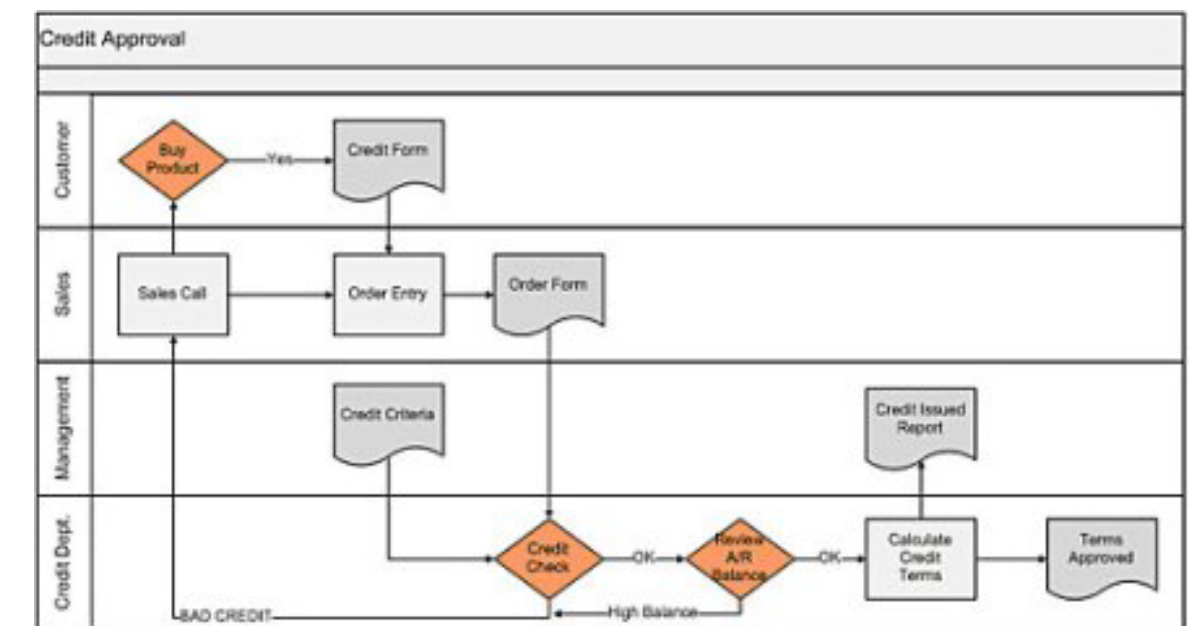 Credit Approval
Customer
Buy
Product
Yes
Credit Form
Sales
Sales Call
Order Entry
Order Form
Management
Credit Criteria
Credit Issued
Report
Credit Dept.
Credit
Check
OK
Review
A/R
Balance
OK
Calculate
Credit
Terms
Terms
Approved
BAD CREDIT
High Balance